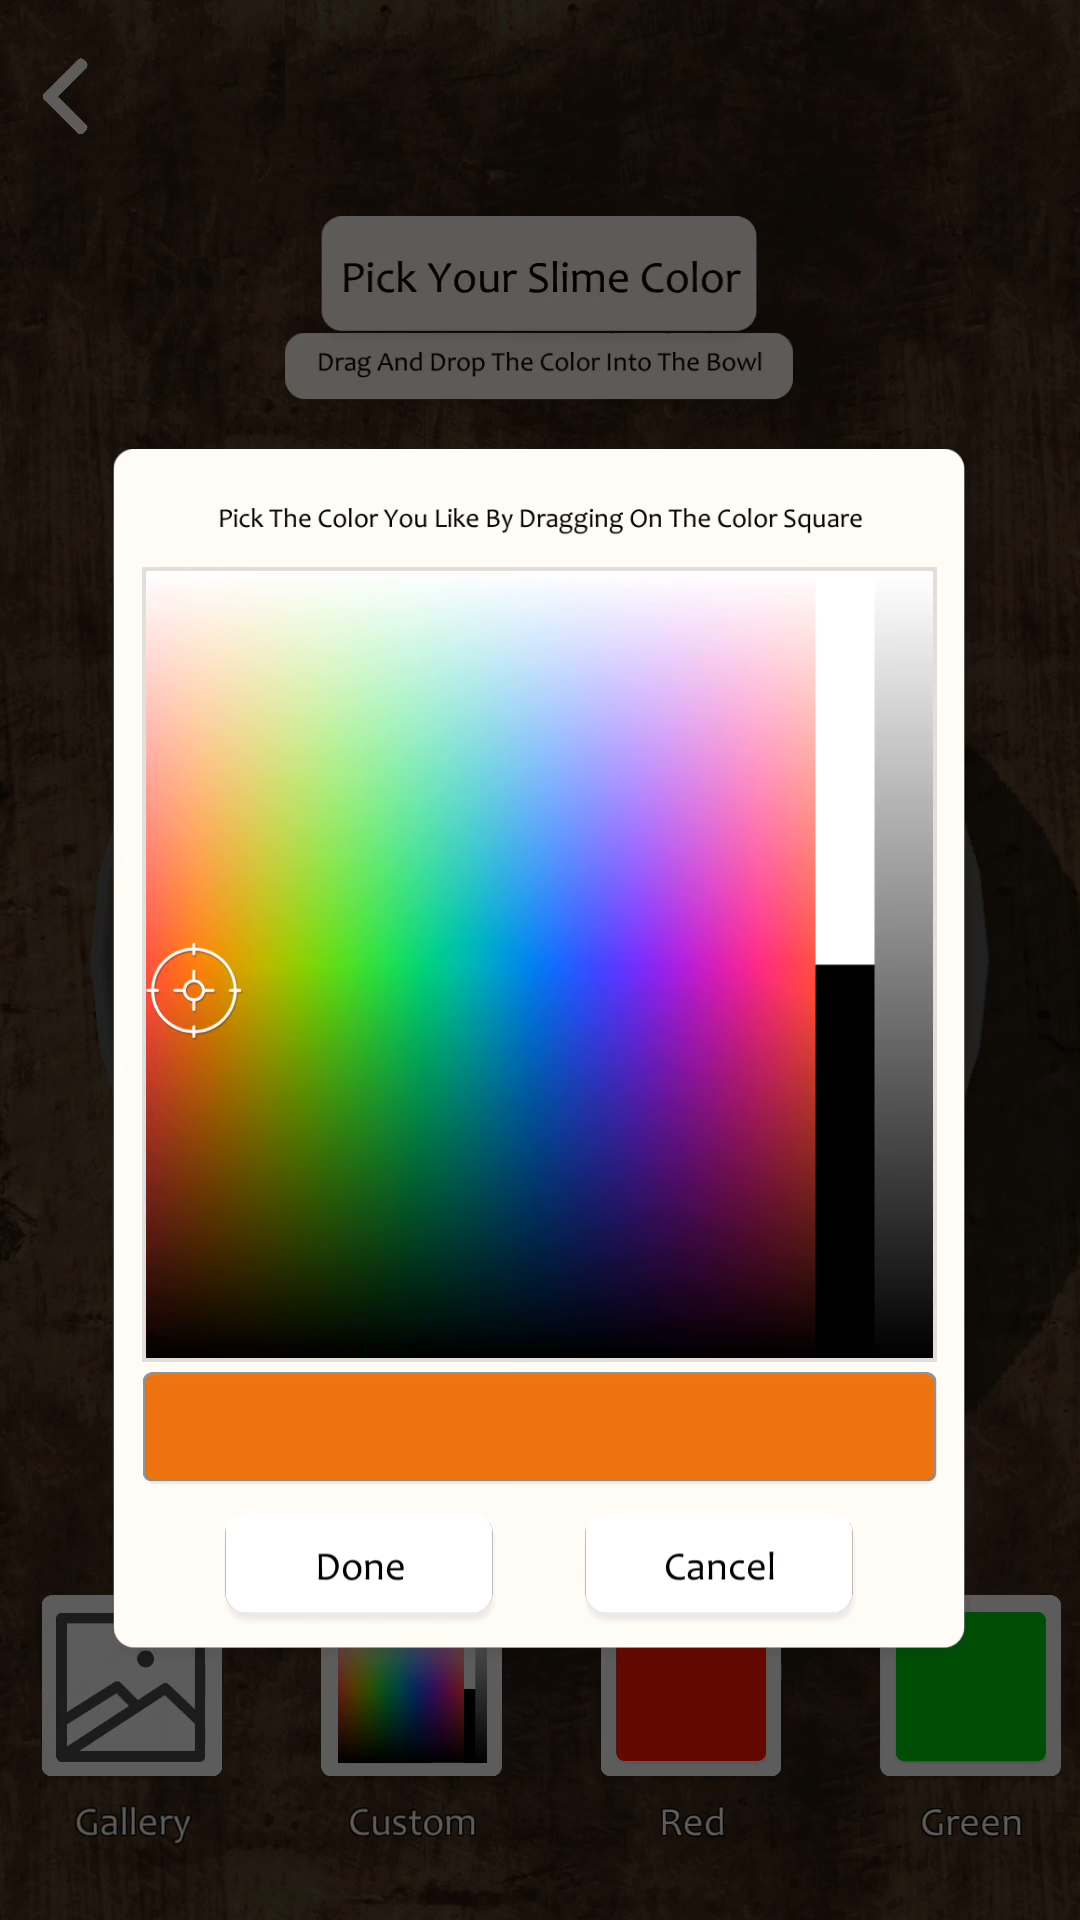 Pick Your Slime Color
Drag And Drop The Color Into The Bowl
Pick The Color You Like By Dragging On The Color Square
Done
Cancel
Gallery
Custom
Red
Green